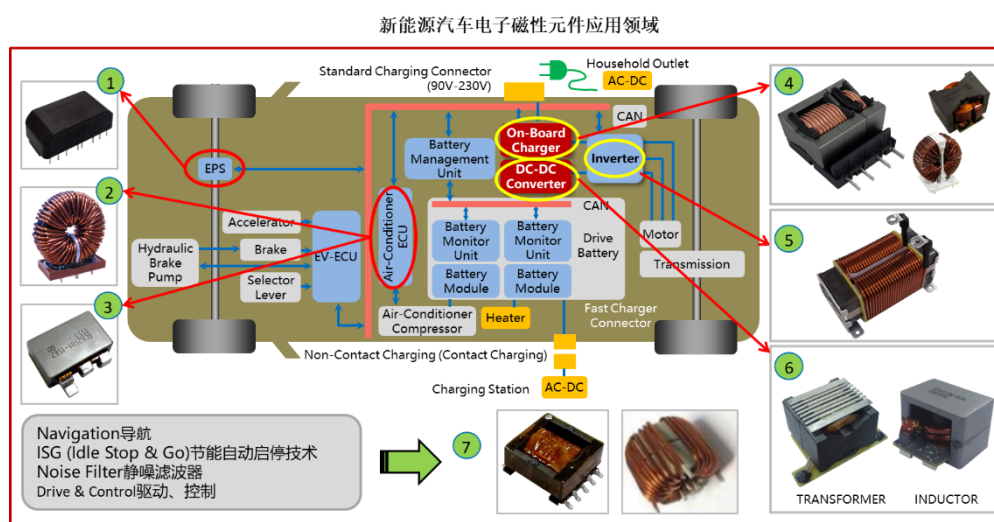 新能源汽车电子磁性元件应用领域
Standard Charging Connector
(90V-230V)
Household Outlet
AC-DC
1
4
CAN
On-Board
Charger
Battery
Management
Unit
Inverter
DC-DC
Converter
EPS
2
CAN
Air-Conditioner
ECU
Accelerator
Battery
Monitor
Unit
Battery
Monitor
Unit
Drive
Battery
Motor
5
Hydraulic
Brake
Pump
Brake
EV-ECU
Transmission
Selector
Lever
Battery
Module
Battery
Module
3
Air-Conditioner
Compressor
Heater
Fast Charger
Connector
Non-Contact Charging (Contact Charging)
6
Charging Station
AC-DC
Navigation导航
ISG (Idle Stop & Go)节能自动启停技术
Noise Filter静噪滤波器
Drive & Control驱动、控制
7
TRANSFORMER
INDUCTOR